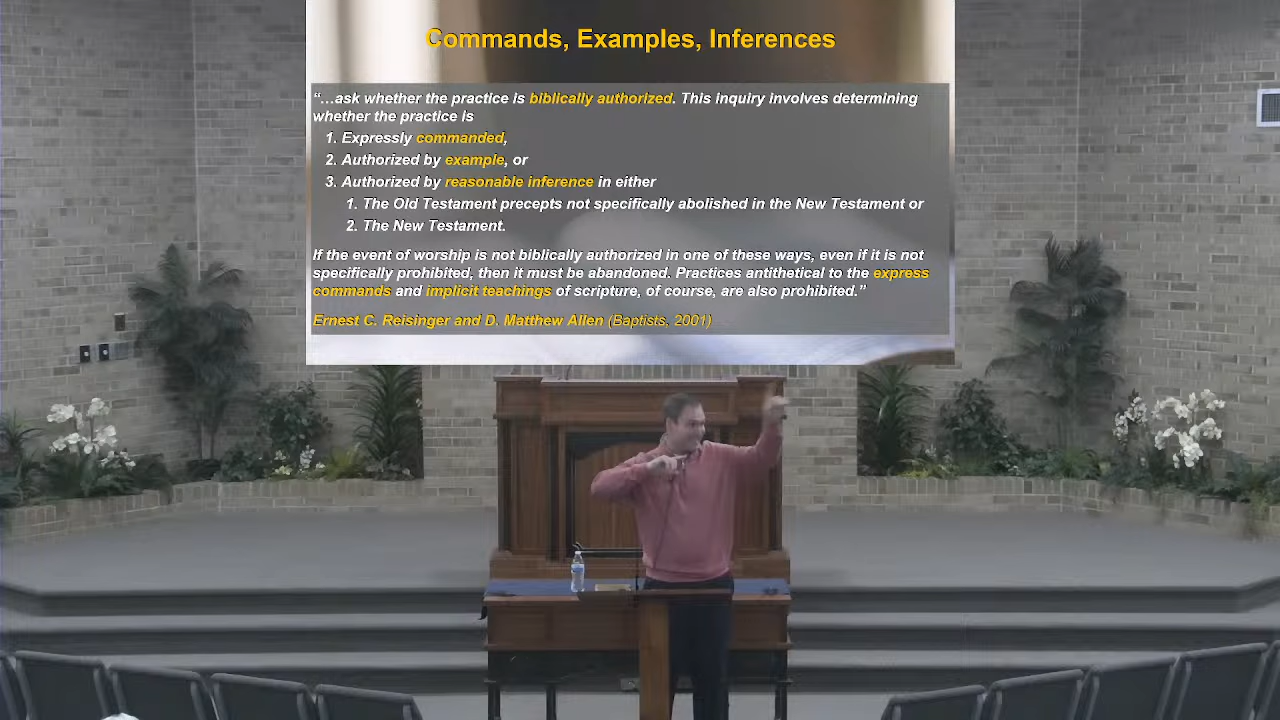 Commands, Examples, Inferences
“…ask whether the practice is biblically authorized. This inquiry involves determining
whether the practice is
1. Expressly commanded,
2. Authorized by example, or
3. Authorized by reasonable inference in either
1. The Old Testament precepts not specifically abolished in the New Testament or
2. The New Testament.
If the event of worship is not biblically authorized in one of these ways, even if it is not
specifically prohibited, then it must be abandoned. Practices antithetical to the express
commands and implicit teachings of scripture, of course, are also prohibited.”
Ernest C. Reisinger and D. Matthew Allen (Baptists, 2001)